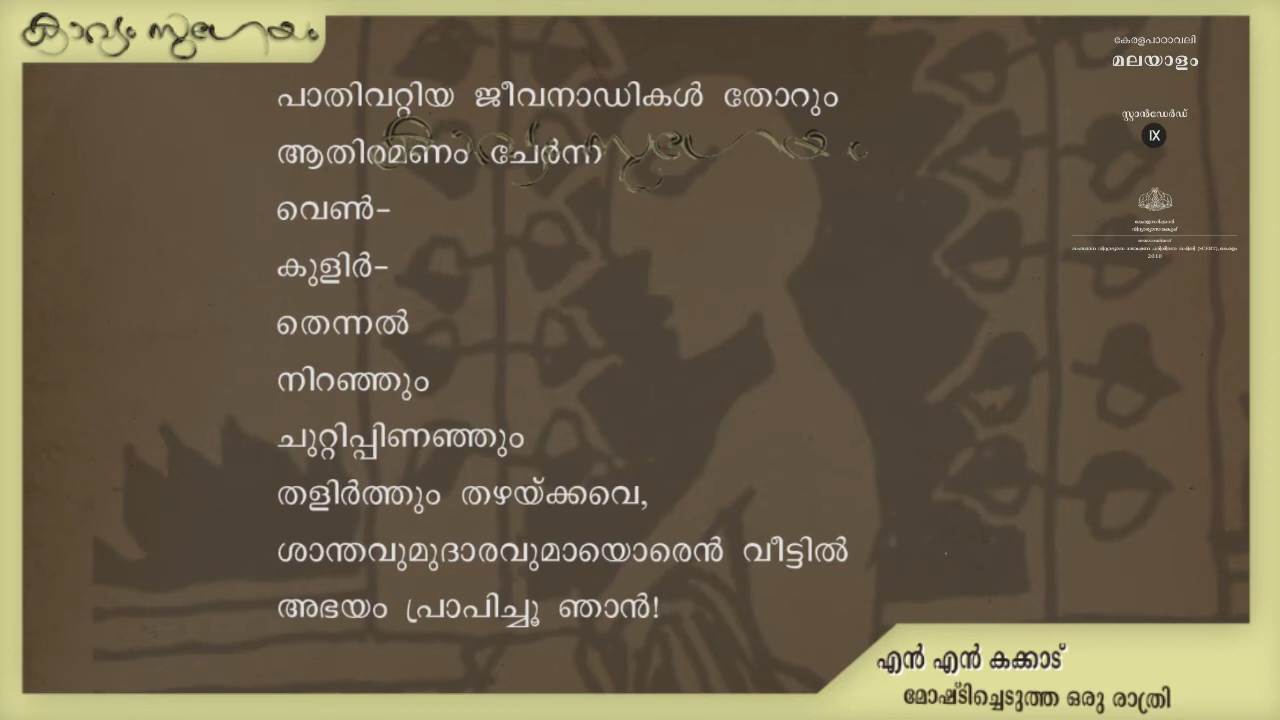 കാവ്യം സുഗേയം
കേരളപാഠാവലി
മലയാളം
സ്റ്റാൻഡേർഡ്
IX
പാതിവറ്റിയ ജീവനാഡികൾ തോറും
ആതിരമണം ചേർന്ന
വെൺ-
കുളിർ-
തെന്നൽ
നിറഞ്ഞും
ചുറ്റിപ്പിണഞ്ഞും
തളിർത്തും തഴയ്ക്കവെ,
ശാന്തവുമുദാരവുമായൊരെൻ വീട്ടിൽ
അഭയം പ്രാപിച്ചൂ ഞാൻ!
കാവ്യം സുഗേയം
2010
എൻ എൻ കക്കാട്
മോഷ്ടിച്ചെടുത്ത ഒരു രാത്രി